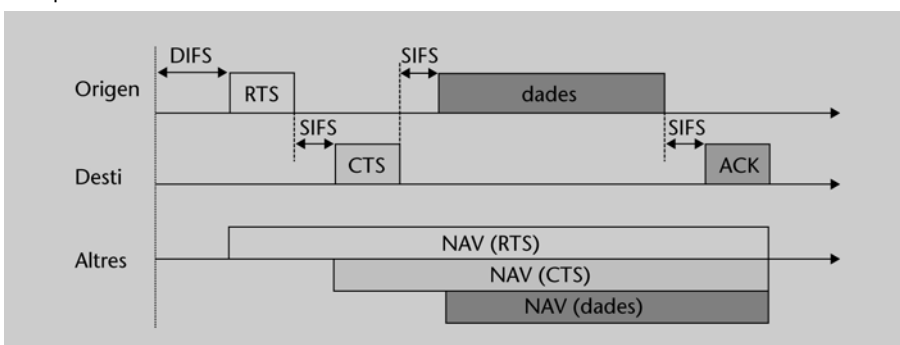 DIFS
SIFS
Origen
RTS
dades
SIFS
SIFS
Desti
CTS
ACK
Altres
NAV (RTS)
NAV (CTS)
NAV (dades)